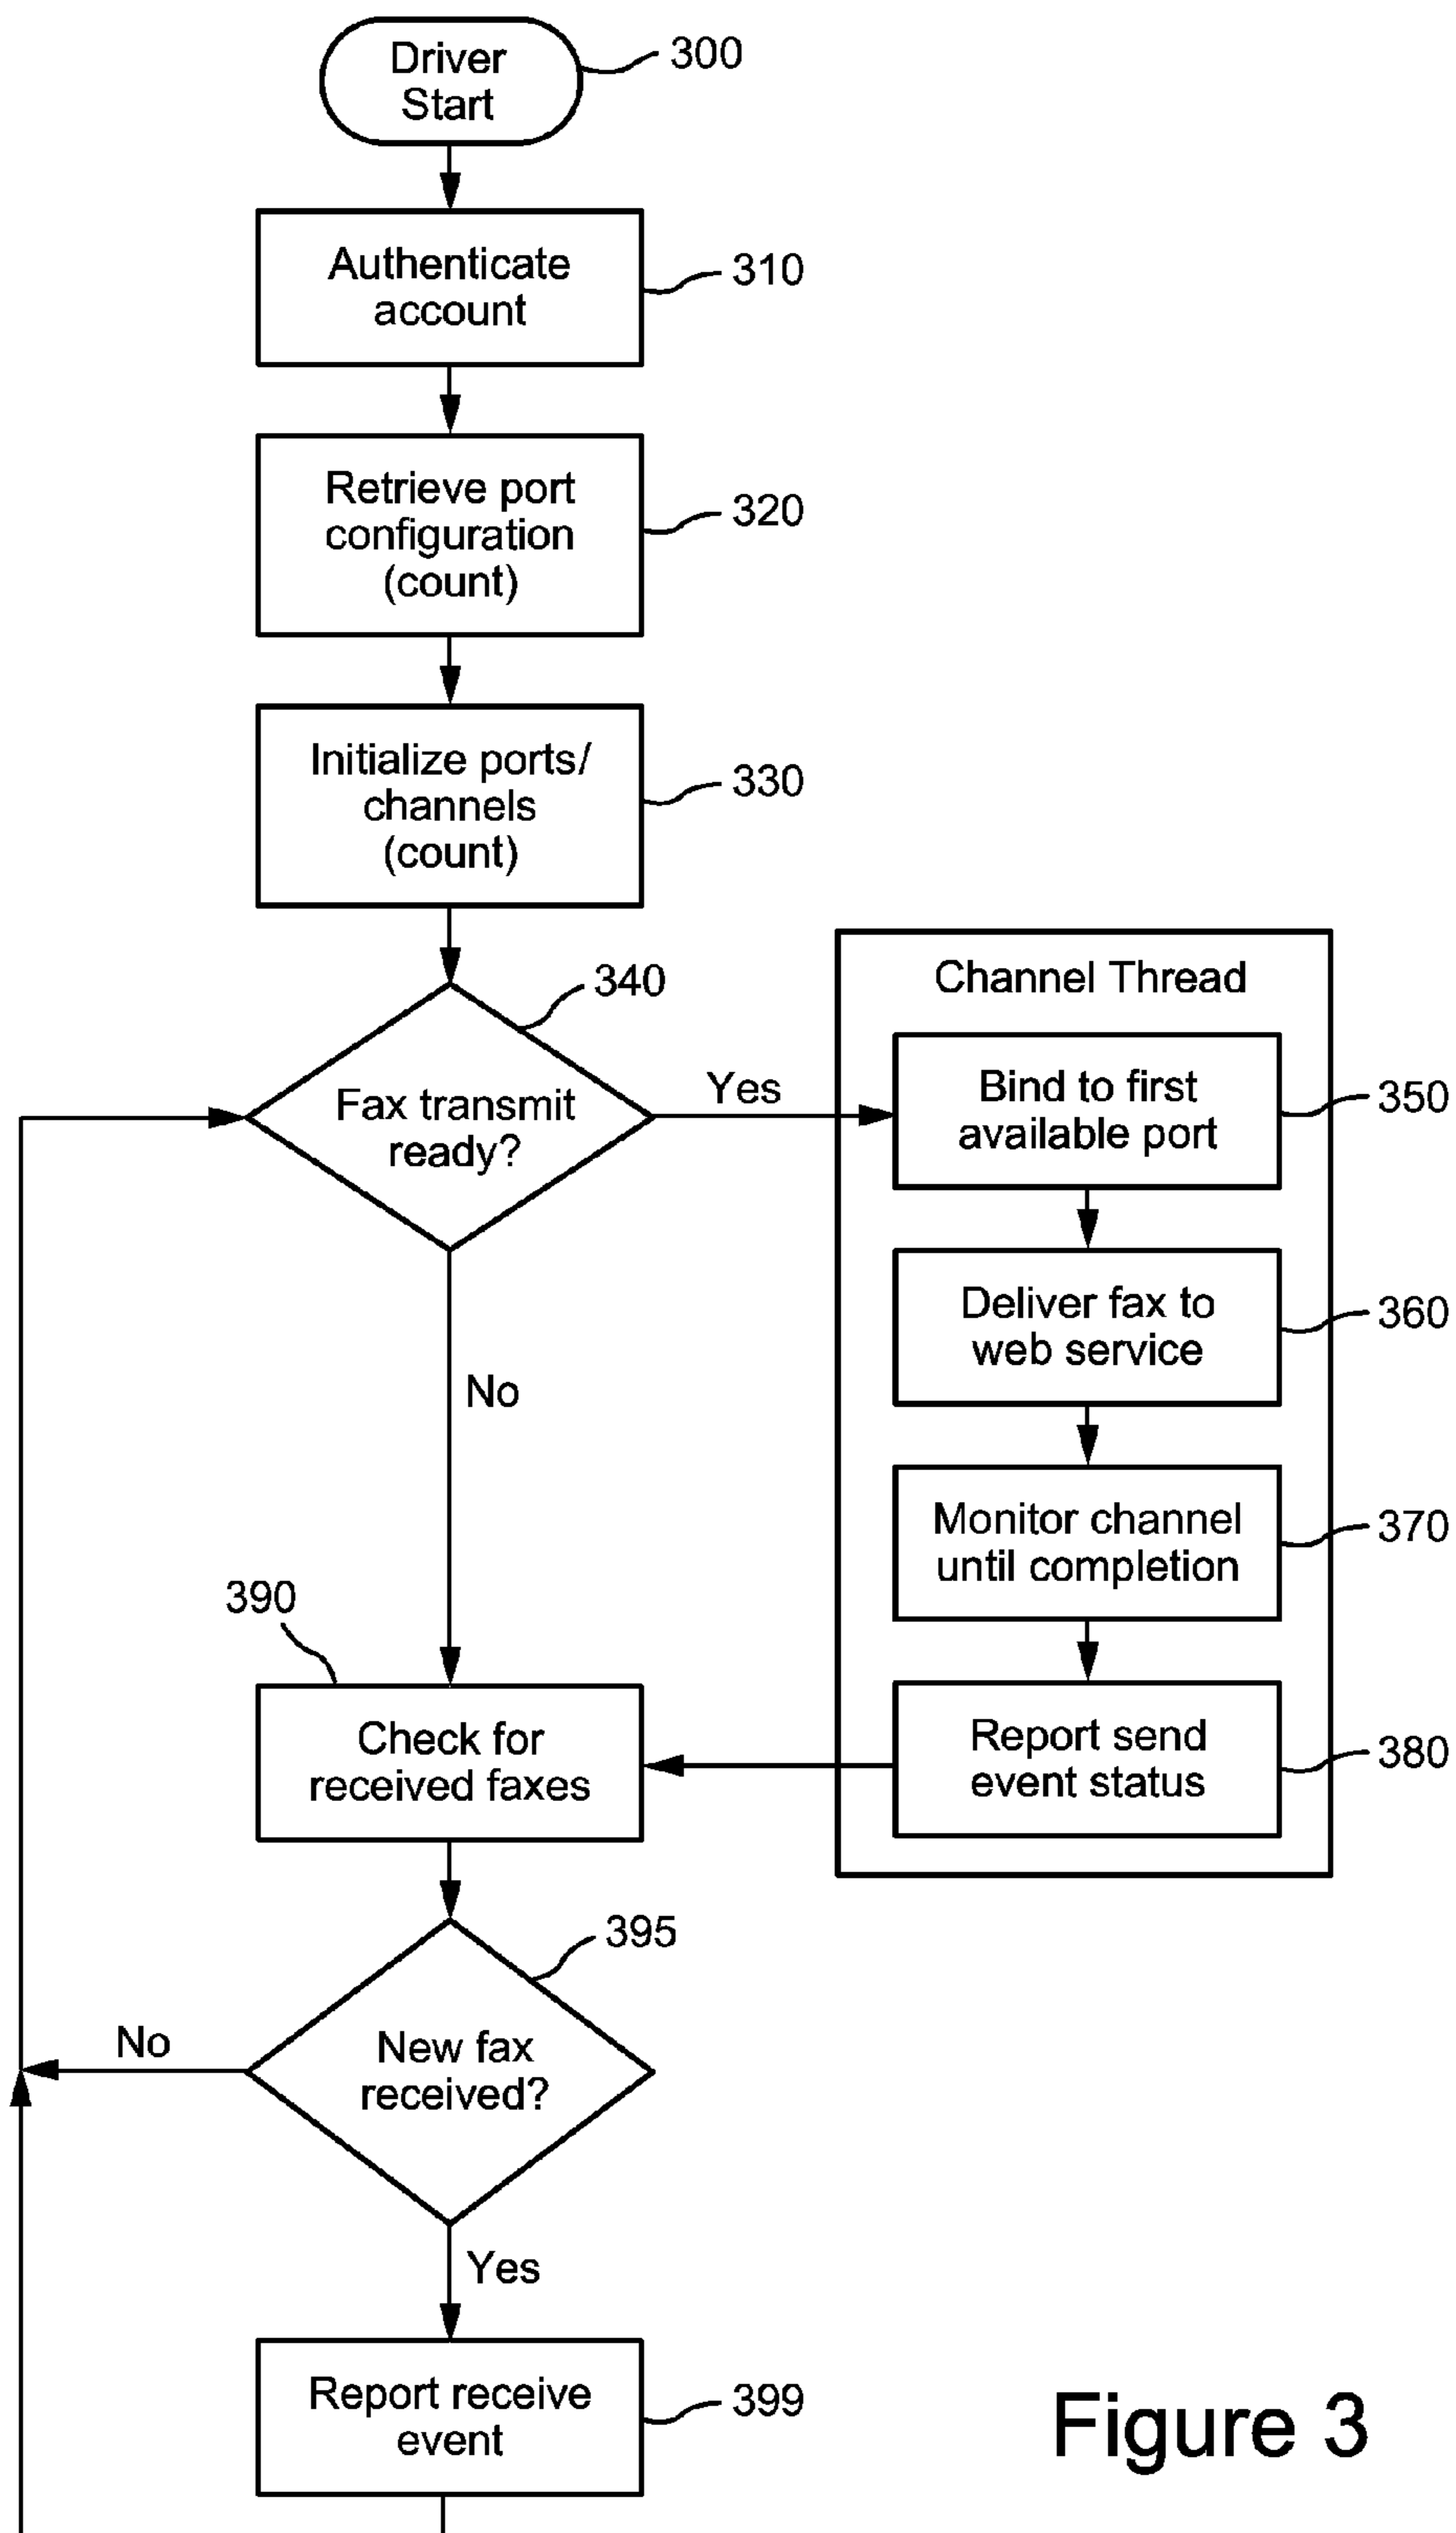 Driver
Start
300
Authenticate
account
310
Retrieve port
configuration
(count)
320
Initialize ports/
channels
(count)
330
340
Fax transmit
ready?
Yes
No
Channel Thread
Bind to first
available port
350
Deliver fax to
web service
360
Monitor channel
until completion
370
Report send
event status
380
390
Check for
received faxes
395
New fax
received?
No
Yes
Report receive
event
399
Figure 3